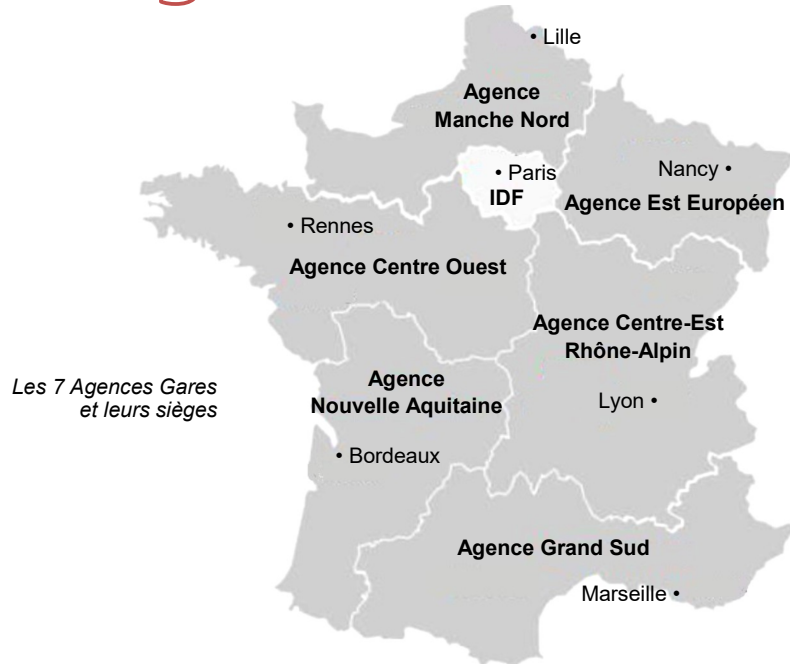 • Lille
Agence
Manche Nord
• Paris
IDF
Nancy •
Agence Est Européen
• Rennes
Agence Centre Ouest
Agence Centre-Est
Rhône-Alpin
Les 7 Agences Gares
et leurs sièges
Agence
Nouvelle Aquitaine
Lyon •
• Bordeaux
Agence Grand Sud
Marseille •